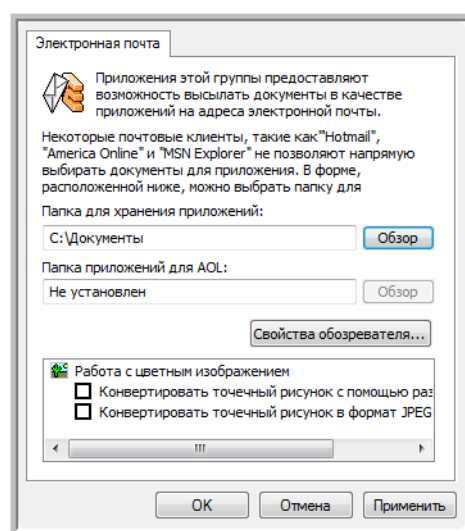 Электронная почта
Приложения этой группы предоставляют
возможность высылать документы в качестве
приложений на адреса электронной почты.
Некоторые почтовые клиенты, такие как"Hotmail",
"America Online" и "MSN Explorer" не позволяют напрямую
выбирать документы для приложения. В форме,
расположенной ниже, можно выбрать папку для
Папка для хранения приложений:
C:\Документы
Обзор
Папка приложений для AOL:
Не установлен
Обзор
Свойства обозревателя...
Работа с цветным изображением
Конвертировать точечный рисунок с помощью раз
Конвертировать точечный рисунок в формат JPEG
OK Отмена Применить